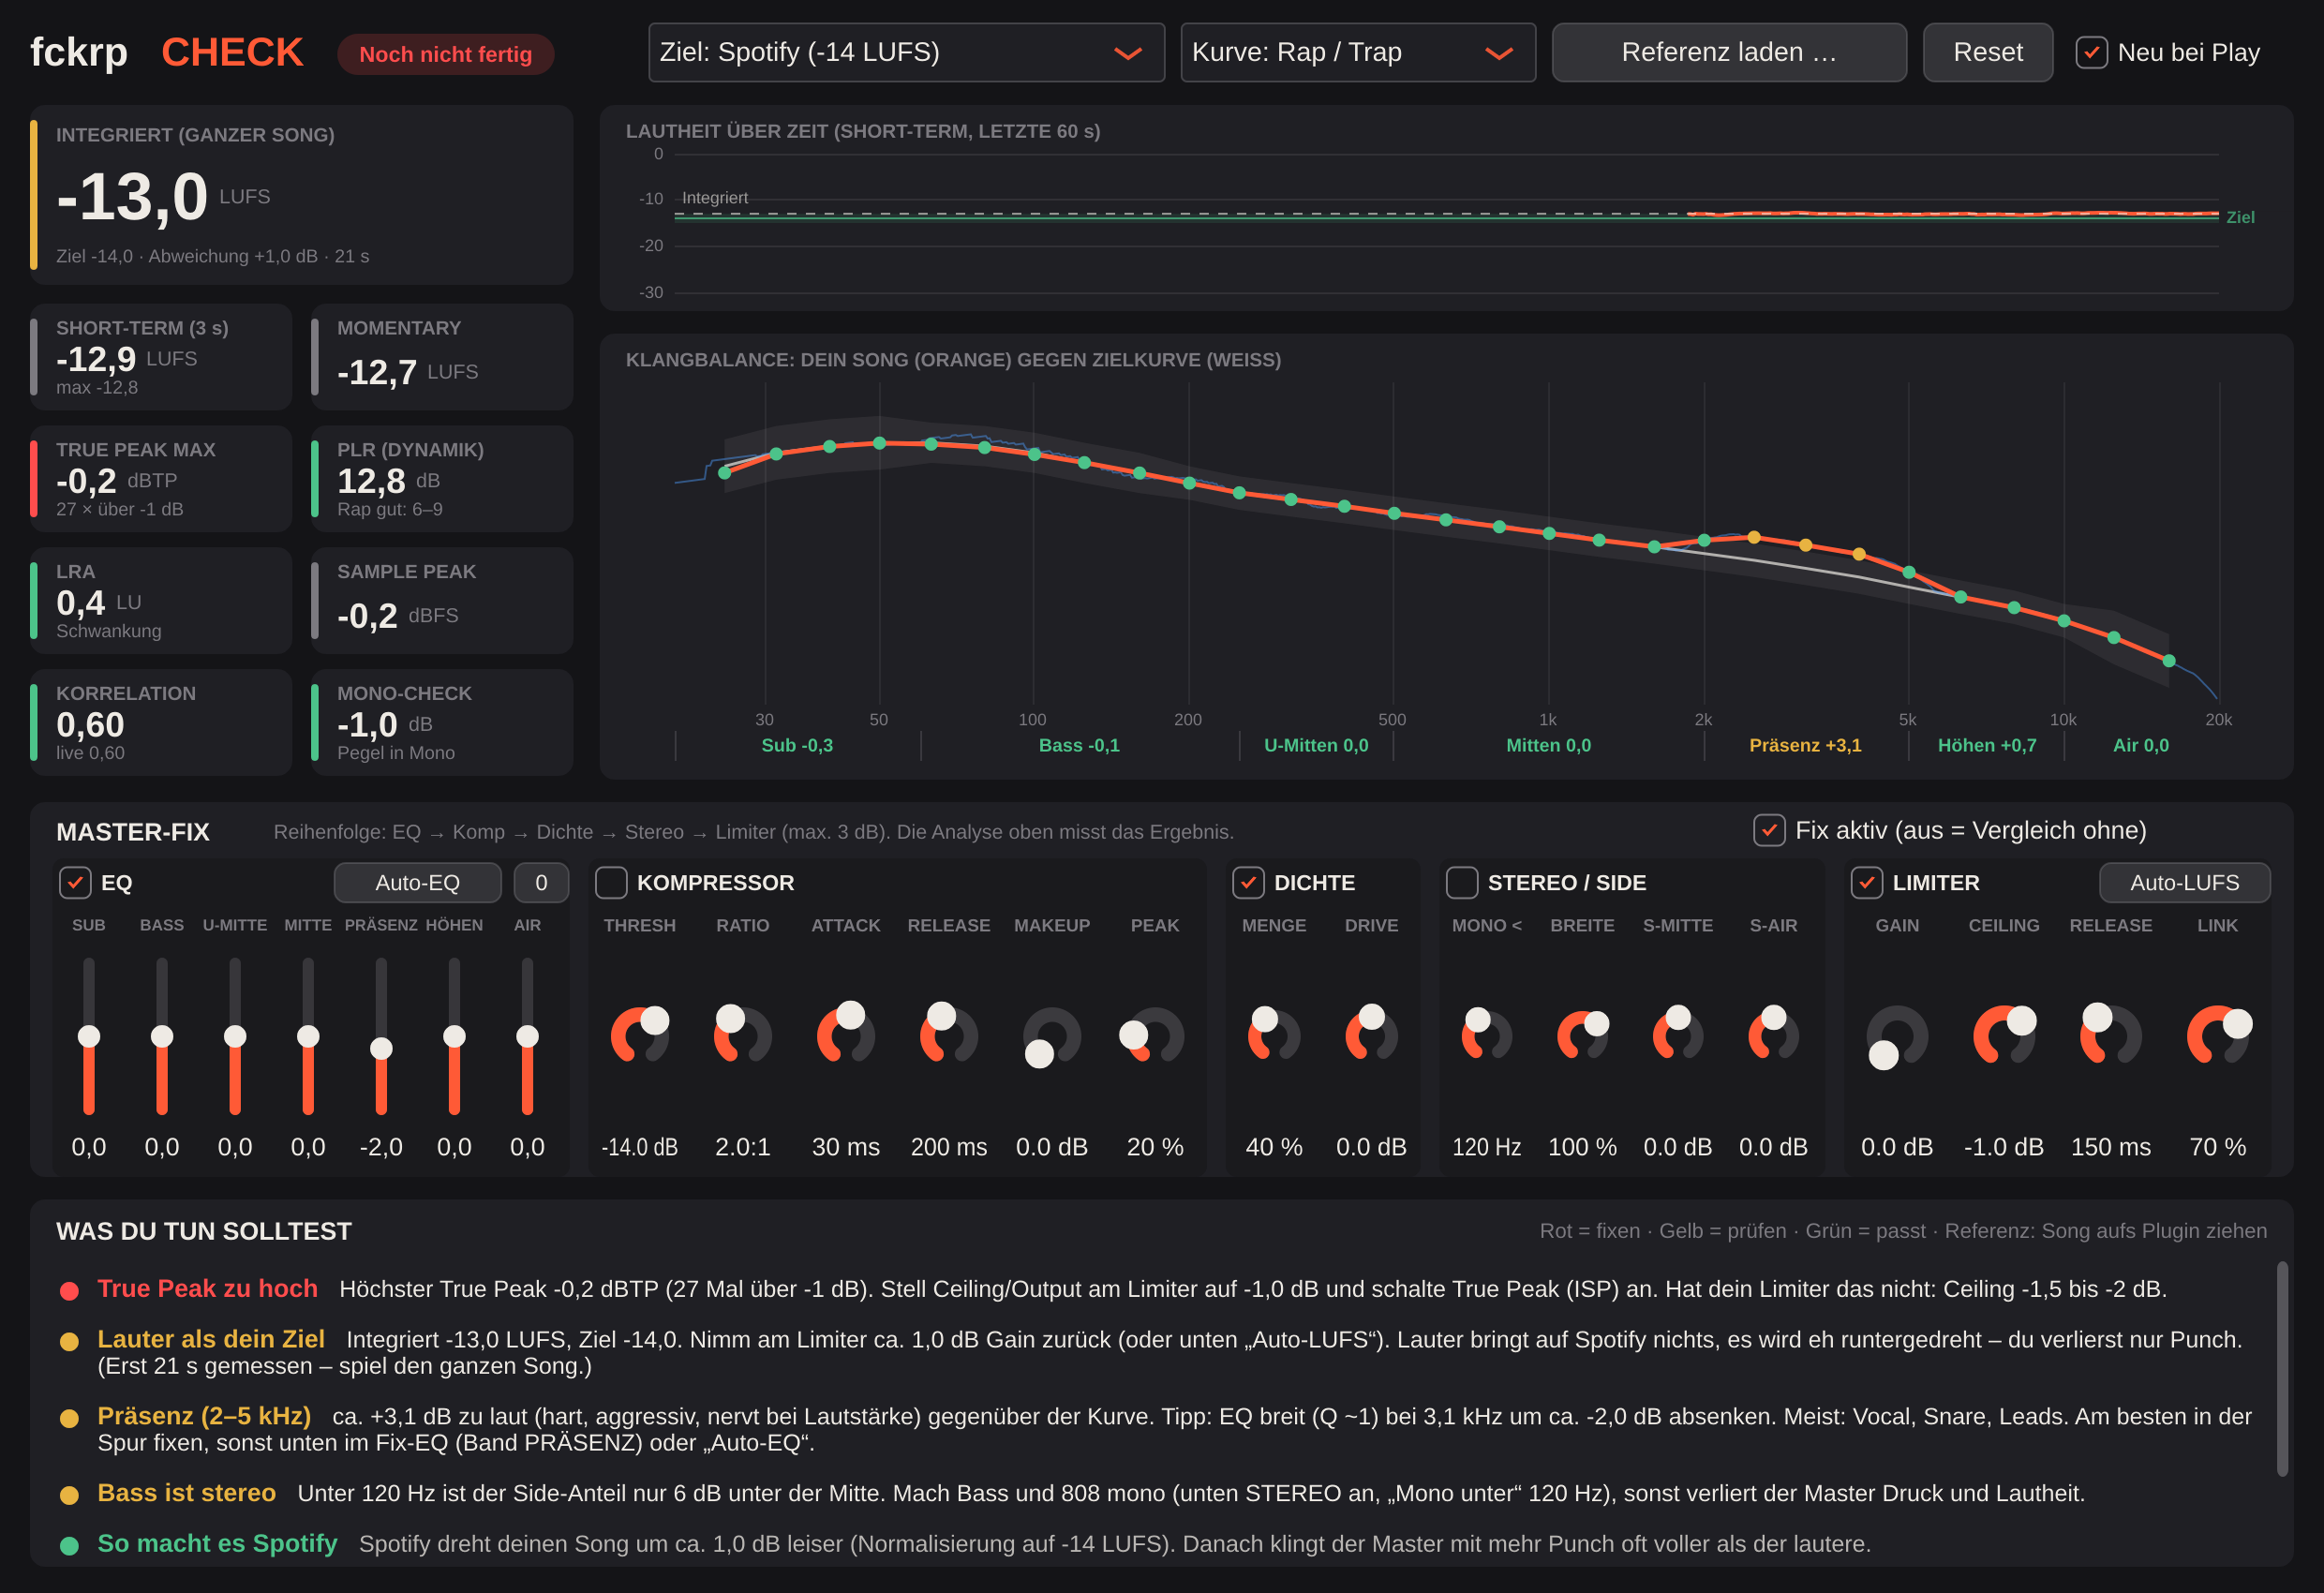 fckrp CHECK Noch nicht fertig Ziel: Spotify (-14 LUFS) Kurve: Rap / Trap Referenz laden … Reset Neu bei Play
INTEGRIERT (GANZER SONG)
-13,0 LUFS
Ziel -14,0 · Abweichung +1,0 dB · 21 s
SHORT-TERM (3 s)
-12,9 LUFS
max -12,8
MOMENTARY
-12,7 LUFS
TRUE PEAK MAX
-0,2 dBTP
27 × über -1 dB
PLR (DYNAMIK)
12,8 dB
Rap gut: 6–9
LRA
0,4 LU
Schwankung
SAMPLE PEAK
-0,2 dBFS
KORRELATION
0,60
live 0,60
MONO-CHECK
-1,0 dB
Pegel in Mono
LAUTHEIT ÜBER ZEIT (SHORT-TERM, LETZTE 60 s)
0
-10 Integriert
Ziel
-20
-30
KLANGBALANCE: DEIN SONG (ORANGE) GEGEN ZIELKURVE (WEISS)
30 50 100 200 500 1k 2k 5k 10k 20k
Sub -0,3 Bass -0,1 U-Mitten 0,0 Mitten 0,0 Präsenz +3,1 Höhen +0,7 Air 0,0
MASTER-FIX Reihenfolge: EQ → Komp → Dichte → Stereo → Limiter (max. 3 dB). Die Analyse oben misst das Ergebnis. Fix aktiv (aus = Vergleich ohne)
EQ Auto-EQ 0
SUB BASS U-MITTE MITTE PRÄSENZ HÖHEN AIR
0,0 0,0 0,0 0,0 -2,0 0,0 0,0
KOMPRESSOR
THRESH RATIO ATTACK RELEASE MAKEUP PEAK
-14.0 dB 2.0:1 30 ms 200 ms 0.0 dB 20 %
DICHTE
MENGE DRIVE
40 % 0.0 dB
STEREO / SIDE
MONO < BREITE S-MITTE S-AIR
120 Hz 100 % 0.0 dB 0.0 dB
LIMITER Auto-LUFS
GAIN CEILING RELEASE LINK
0.0 dB -1.0 dB 150 ms 70 %
WAS DU TUN SOLLTEST Rot = fixen · Gelb = prüfen · Grün = passt · Referenz: Song aufs Plugin ziehen
True Peak zu hoch Höchster True Peak -0,2 dBTP (27 Mal über -1 dB). Stell Ceiling/Output am Limiter auf -1,0 dB und schalte True Peak (ISP) an. Hat dein Limiter das nicht: Ceiling -1,5 bis -2 dB.
Lauter als dein Ziel Integriert -13,0 LUFS, Ziel -14,0. Nimm am Limiter ca. 1,0 dB Gain zurück (oder unten „Auto-LUFS“). Lauter bringt auf Spotify nichts, es wird eh runtergedreht – du verlierst nur Punch.
(Erst 21 s gemessen – spiel den ganzen Song.)
Präsenz (2–5 kHz) ca. +3,1 dB zu laut (hart, aggressiv, nervt bei Lautstärke) gegenüber der Kurve. Tipp: EQ breit (Q ~1) bei 3,1 kHz um ca. -2,0 dB absenken. Meist: Vocal, Snare, Leads. Am besten in der
Spur fixen, sonst unten im Fix-EQ (Band PRÄSENZ) oder „Auto-EQ“.
Bass ist stereo Unter 120 Hz ist der Side-Anteil nur 6 dB unter der Mitte. Mach Bass und 808 mono (unten STEREO an, „Mono unter“ 120 Hz), sonst verliert der Master Druck und Lautheit.
So macht es Spotify Spotify dreht deinen Song um ca. 1,0 dB leiser (Normalisierung auf -14 LUFS). Danach klingt der Master mit mehr Punch oft voller als der lautere.